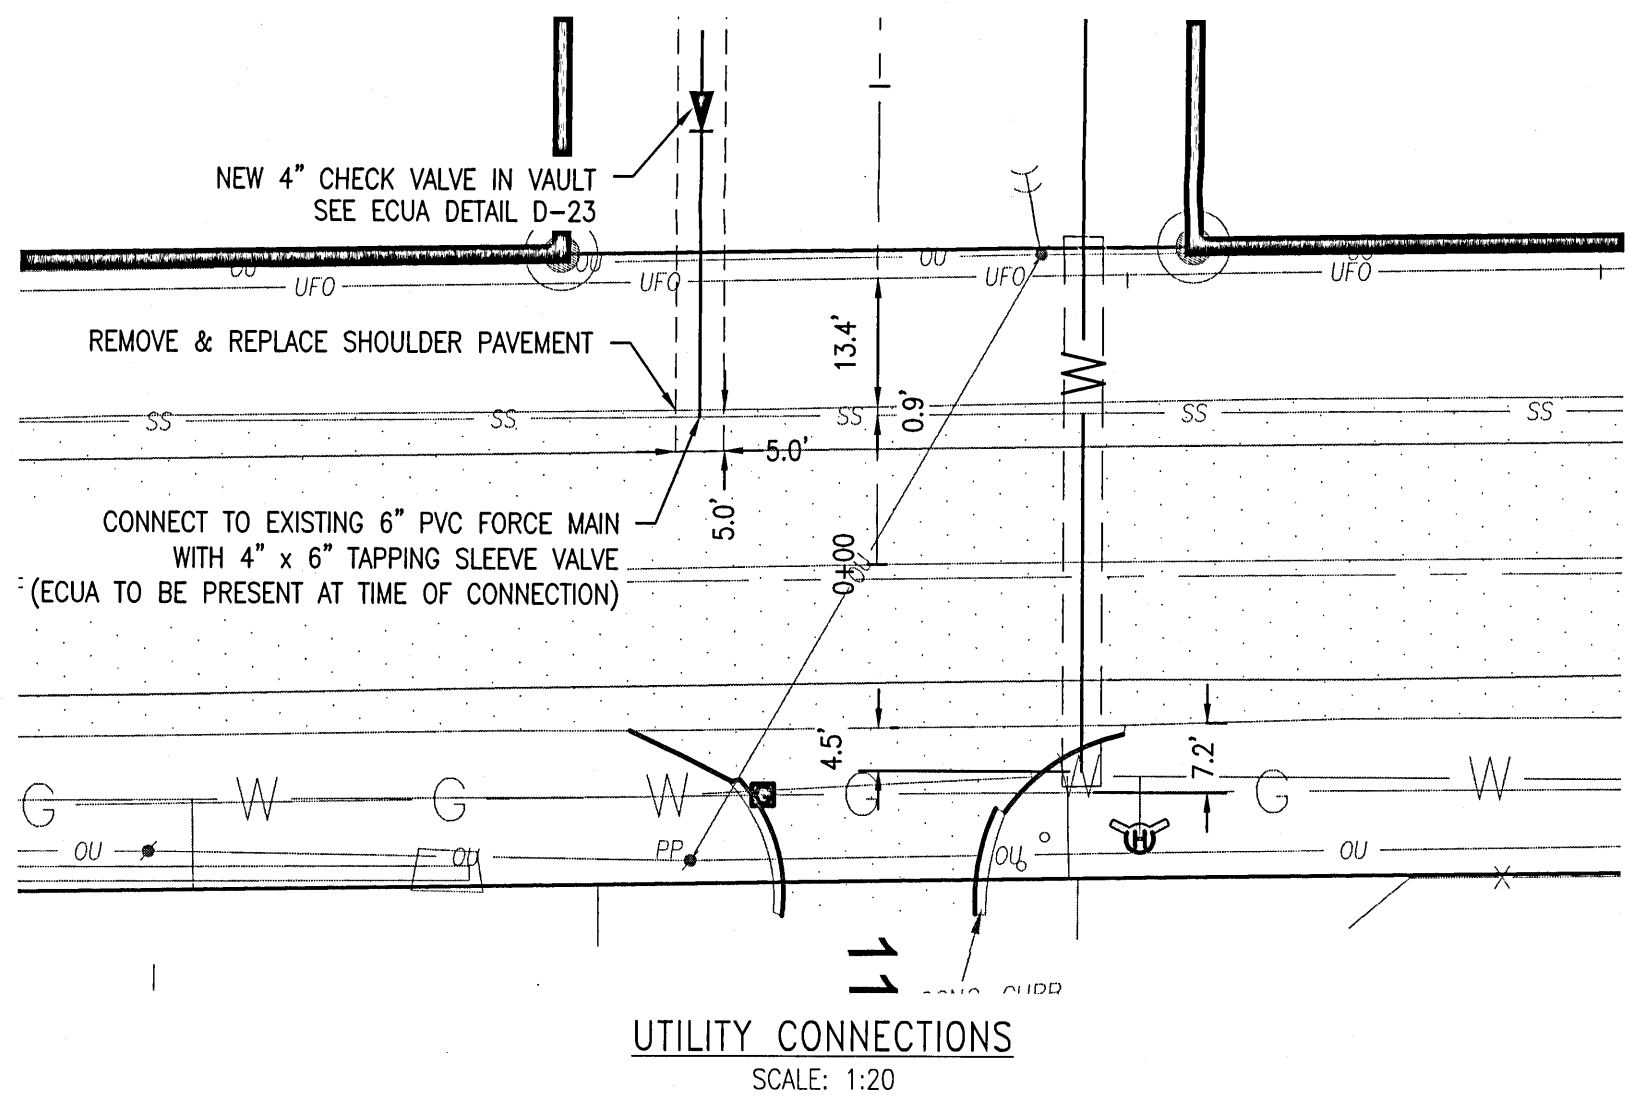 NEW 4” CHECK VALVE IN VAULT
SEE ECUA DETAIL D-23
OU OU OU
UFO UFO UFO UFO
REMOVE & REPLACE SHOULDER PAVEMENT
13.4'
W
SS SS SS SS SS
0.9'
5.0'
5.0'
CONNECT TO EXISTING 6” PVC FORCE MAIN
WITH 4” x 6” TAPPING SLEEVE VALVE
(ECUA TO BE PRESENT AT TIME OF CONNECTION)
0+00
OU
4.5'
7.2'
G W G W G G W G W
H
OU OU PP OU OU
X
11
UTILITY CONNECTIONS
SCALE: 1:20